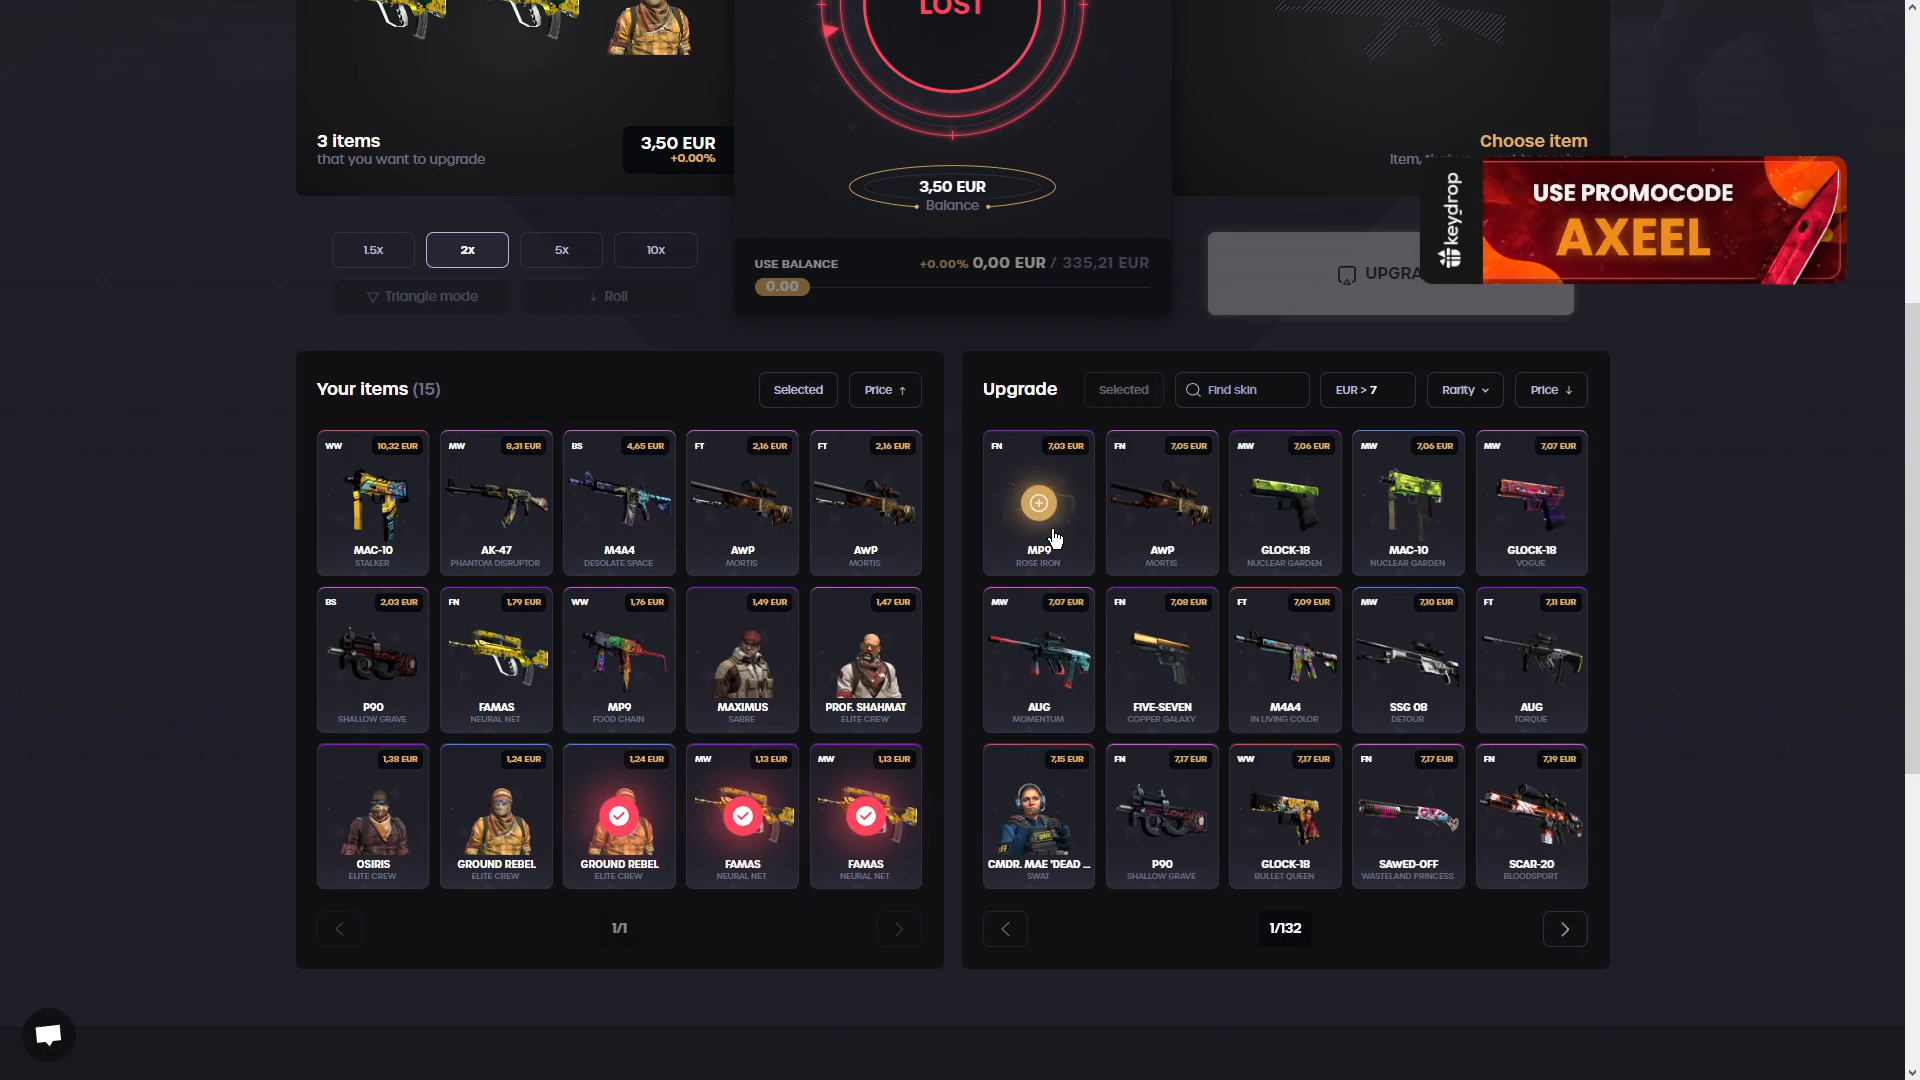 LOST
3 items
that you want to upgrade
3,50 EUR
+0.00%
3,50 EUR
Balance
Choose item
Item,
keydrop
USE PROMOCODE
AXEEL
1.5x
2x
5x
10x
Triangle mode
Roll
USE BALANCE
+0.00% 0,00 EUR / 335,21 EUR
0.00
UPGRA
Your items (15)
Selected
Price ↑
WW 10,32 EUR
MAC-10
STALKER
MW 8,31 EUR
AK-47
PHANTOM DISRUPTOR
BS 4,65 EUR
M4A4
DESOLATE SPACE
FT 2,16 EUR
AWP
MORTIS
FT 2,16 EUR
AWP
MORTIS
BS 2,03 EUR
P90
SHALLOW GRAVE
FN 1,79 EUR
FAMAS
NEURAL NET
WW 1,76 EUR
MP9
FOOD CHAIN
1,49 EUR
MAXIMUS
SABRE
1,47 EUR
PROF. SHAHMAT
ELITE CREW
1,38 EUR
OSIRIS
ELITE CREW
1,24 EUR
GROUND REBEL
ELITE CREW
1,24 EUR
GROUND REBEL
ELITE CREW
MW 1,13 EUR
FAMAS
NEURAL NET
MW 1,13 EUR
FAMAS
NEURAL NET
1/1
Upgrade
Selected
Find skin
EUR > 7
Rarity
Price ↓
FN 7,03 EUR
MP9
ROSE IRON
FN 7,05 EUR
AWP
MORTIS
MW 7,06 EUR
GLOCK-18
NUCLEAR GARDEN
MW 7,06 EUR
MAC-10
NUCLEAR GARDEN
MW 7,07 EUR
GLOCK-18
VOGUE
MW 7,07 EUR
AUG
MOMENTUM
FN 7,08 EUR
FIVE-SEVEN
COPPER GALAXY
FT 7,09 EUR
M4A4
IN LIVING COLOR
MW 7,10 EUR
SSG 08
DETOUR
FT 7,11 EUR
AUG
TORQUE
7,15 EUR
CMDR. MAE 'DEAD ...
SWAT
FN 7,17 EUR
P90
SHALLOW GRAVE
WW 7,17 EUR
GLOCK-18
BULLET QUEEN
FN 7,17 EUR
SAWED-OFF
WASTELAND PRINCESS
FN 7,19 EUR
SCAR-20
BLOODSPORT
1/132